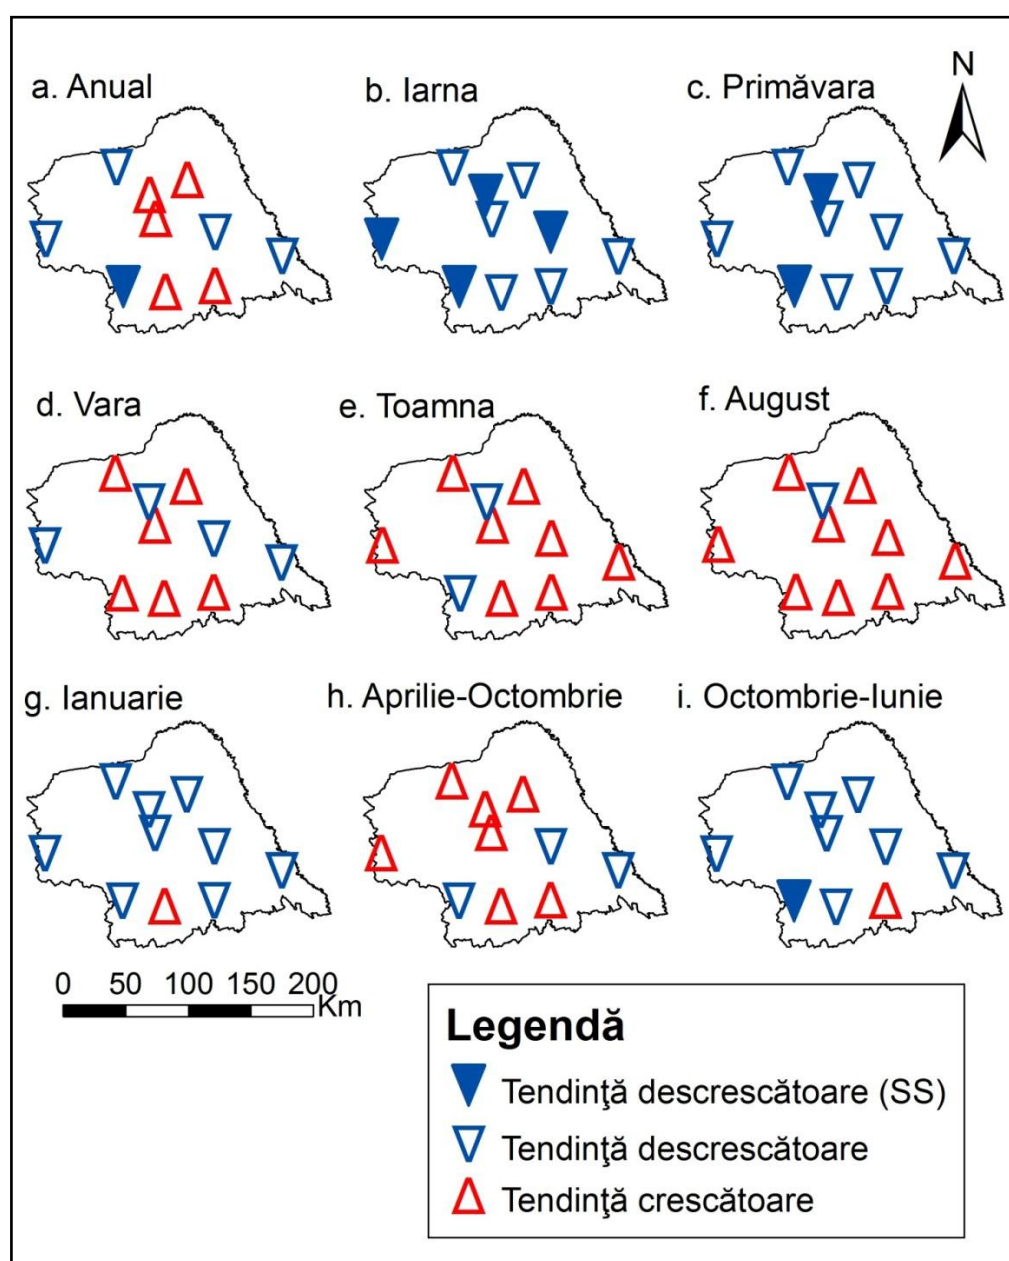 N
a. Anual
b. Iarna
c. Primăvara
d. Vara
e. Toamna
f. August
g. Ianuarie
h. Aprilie-Octombrie
i. Octombrie-Iunie
0 50 100 150 200
Km
Legendă
Tendinţă descrescătoare (SS)
Tendinţă descrescătoare
Tendinţă crescătoare